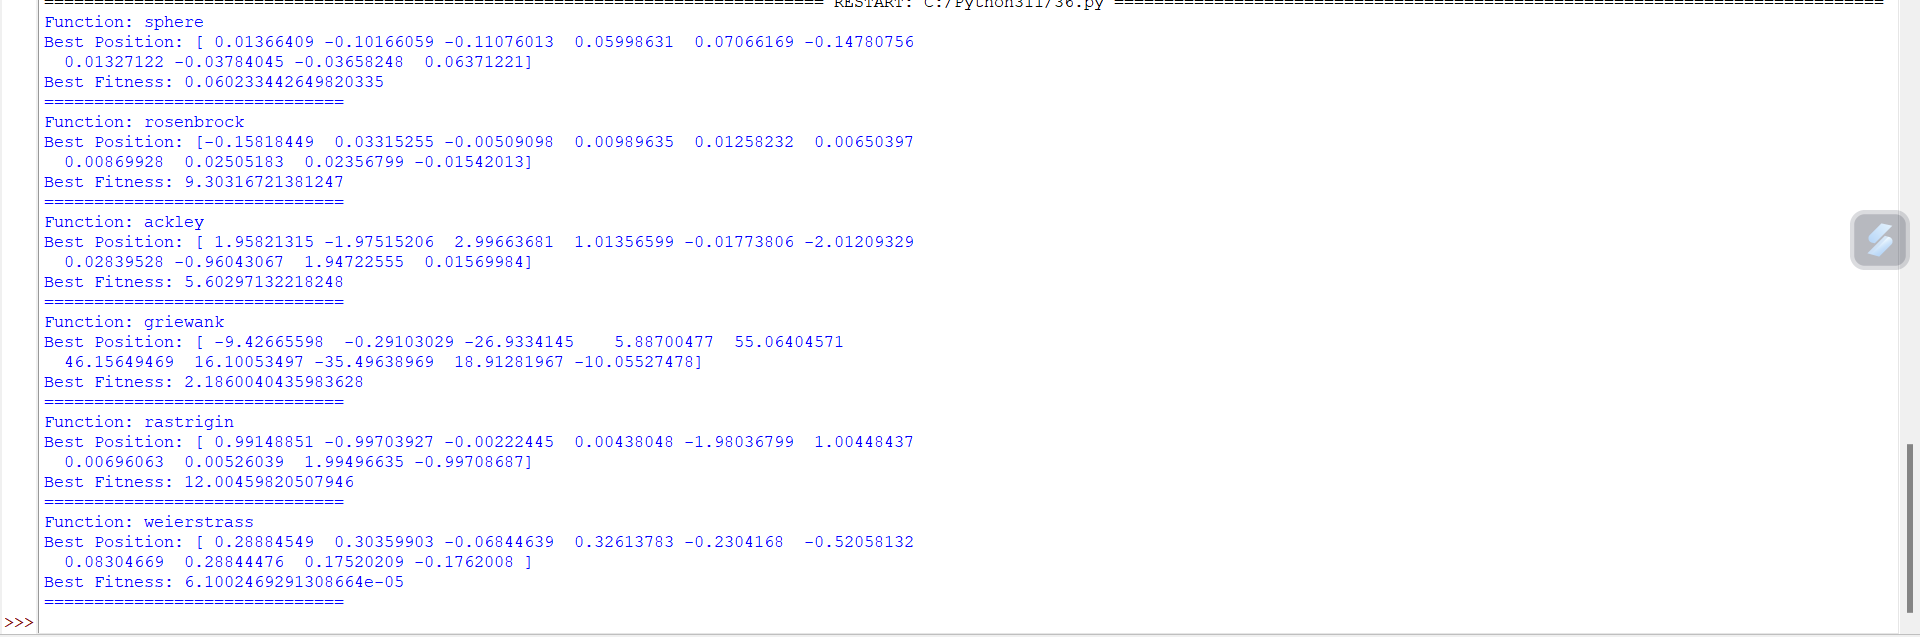 ============================================================================== RESTART: C:/Python311/36.py =============================================================================
Function: sphere
Best Position: [ 0.01366409 -0.10166059 -0.11076013  0.05998631  0.07066169 -0.14780756
  0.01327122 -0.03784045 -0.03658248  0.06371221]
Best Fitness: 0.060233442649820335
==============================
Function: rosenbrock
Best Position: [-0.15818449  0.03315255 -0.00509098  0.00989635  0.01258232  0.00650397
  0.00869928  0.02505183  0.02356799 -0.01542013]
Best Fitness: 9.30316721381247
==============================
Function: ackley
Best Position: [ 1.95821315 -1.97515206  2.99663681  1.01356599 -0.01773806 -2.01209329
  0.02839528 -0.96043067  1.94722555  0.01569984]
Best Fitness: 5.60297132218248
==============================
Function: griewank
Best Position: [ -9.42665598  -0.29103029 -26.9334145    5.88700477  55.06404571
  46.15649469  16.10053497 -35.49638969  18.91281967 -10.05527478]
Best Fitness: 2.1860040435983628
==============================
Function: rastrigin
Best Position: [ 0.99148851 -0.99703927 -0.00222445  0.00438048 -1.98036799  1.00448437
  0.00696063  0.00526039  1.99496635 -0.99708687]
Best Fitness: 12.00459820507946
==============================
Function: weierstrass
Best Position: [ 0.28884549  0.30359903 -0.06844639  0.32613783 -0.2304168  -0.52058132
  0.08304669  0.28844476  0.17520209 -0.1762008 ]
Best Fitness: 6.1002469291308664e-05
==============================
>>>